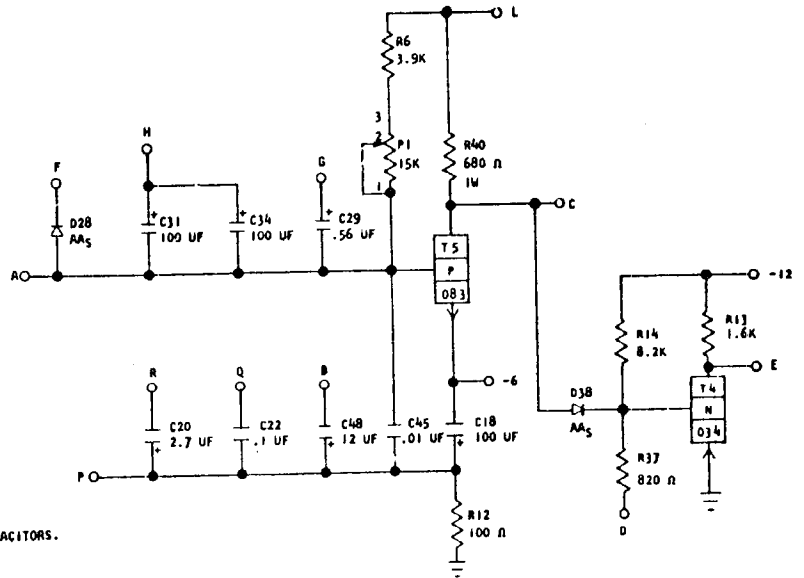 L
R6
3.9K
3
2
P1
15K
1
R40
680 Ω
1W
H
F
G
C
D28
AAS
C31
100 UF
C34
100 UF
C29
.56 UF
A
T5
P
083
-12
R14
8.2K
R13
1.6K
E
R
Q
B
-6
D38
AAS
T4
N
034
C20
2.7 UF
C22
.1 UF
C48
12 UF
C45
.01 UF
C18
100 UF
P
R37
820 Ω
R12
100 Ω
D
ACITORS.